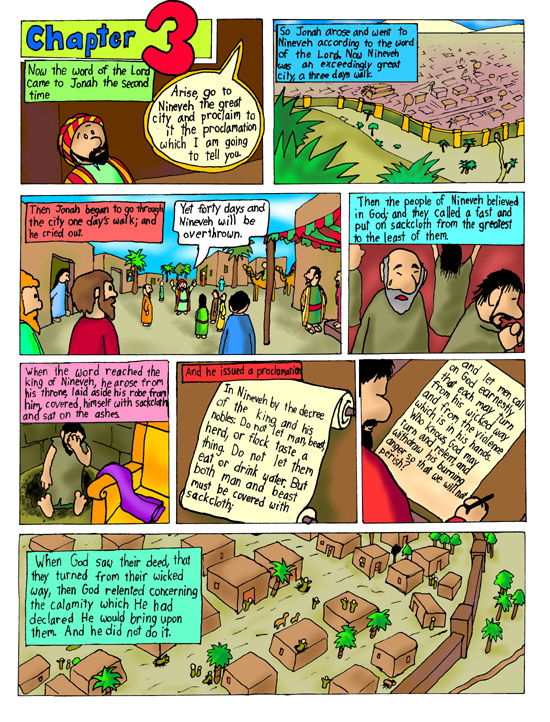 Chapter 3
Now the word of the Lord
came to Jonah the second
time
Arise, go to
Nineveh the great
city and proclaim to
it the proclamation
which I am going
to tell you.
So Jonah arose and went to
Nineveh according to the word
of the Lord. Now Nineveh
was an exceedingly great
city, a three days walk.
Then Jonah began to go through
the city one day's walk; and
he cried out.
Yet forty days and
Nineveh will be
overthrown.
Then the people of Nineveh believed
in God; and they called a fast and
put on sackcloth from the greatest
to the least of them.
When the word reached the
king of Nineveh, he arose from
his throne, laid aside his robe from
him, covered, himself with sackcloth
and sat on the ashes.
And he issued a proclamation
In Nineveh by the decree
of the king and his
nobles: Do not let man, beast,
herd, or flock taste a
thing. Do not let them
eat, or drink water. But
both man and beast
must be covered with
sackcloth;
and let men call
on God earnestly
that each may turn
from his wicked way
and from the violence
which is in his hands.
Who knows, God may
turn and relent and
withdraw his burning
anger so that we will not
perish.
When God saw their deed, that
they turned from their wicked
way, then God relented concerning
the calamity which He had
declared He would bring upon
them. And he did not do it.